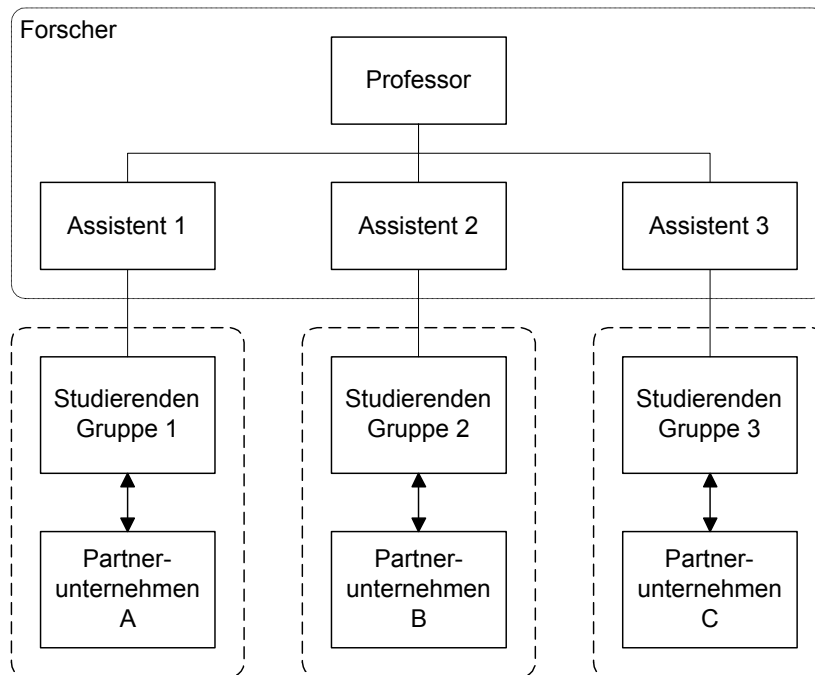 Forscher
Professor
Assistent 1
Assistent 2
Assistent 3
Studierenden
Gruppe 1
Studierenden
Gruppe 2
Studierenden
Gruppe 3
Partner-
unternehmen
A
Partner-
unternehmen
B
Partner-
unternehmen
C